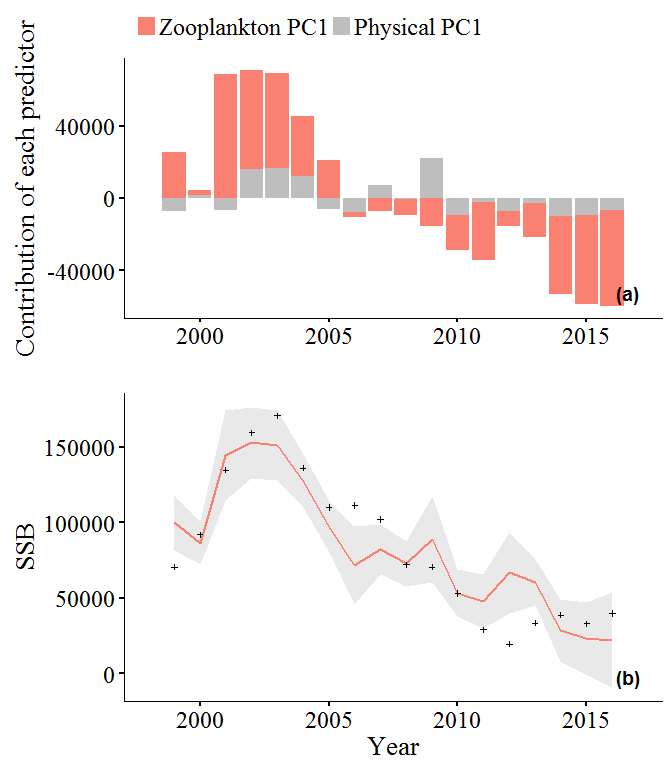 Zooplankton PC1 Physical PC1
Contribution of each predictor
40000
0
-40000
(a)
2000 2005 2010 2015
SSB
150000
100000
50000
0
(b)
2000 2005 2010 2015
Year